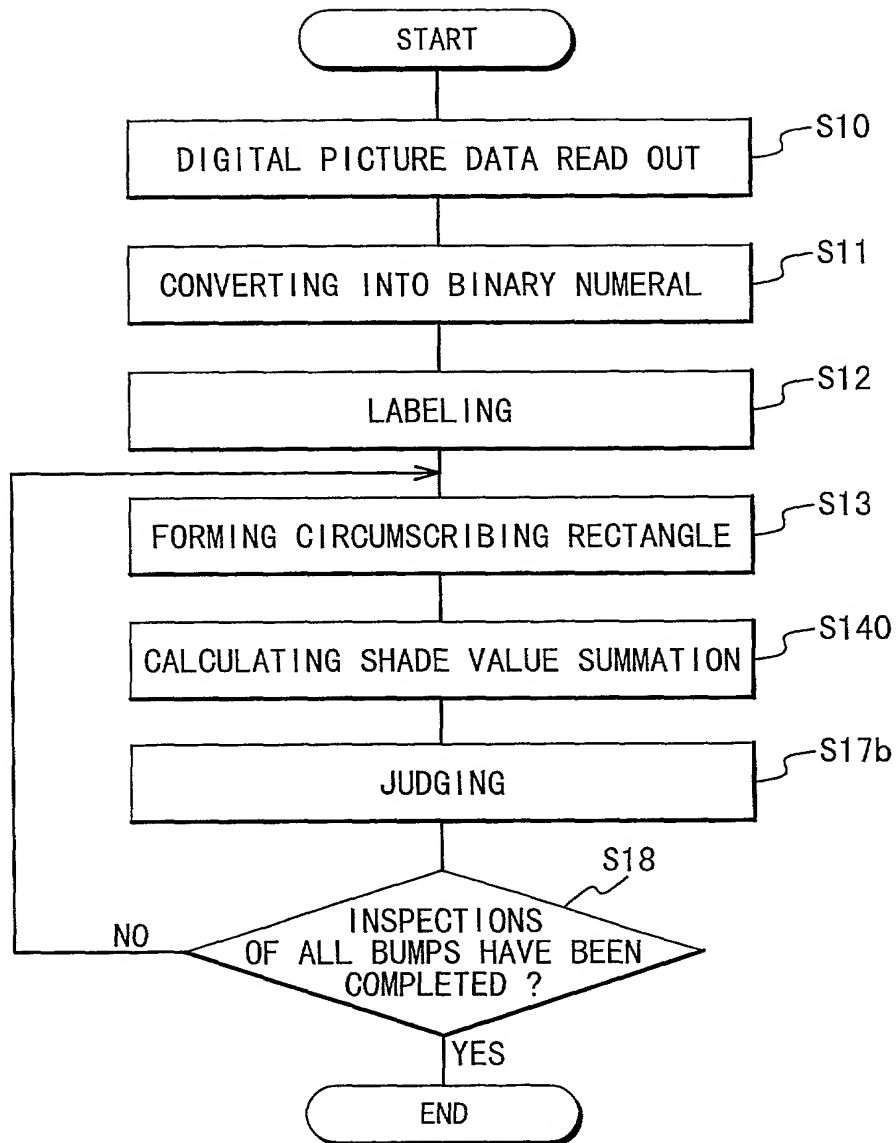 START
DIGITAL PICTURE DATA READ OUT
S10
CONVERTING INTO BINARY NUMERAL
S11
LABELING
S12
FORMING CIRCUMSCRIBING RECTANGLE
S13
CALCULATING SHADE VALUE SUMMATION
S140
JUDGING
S17b
S18
INSPECTIONS
OF ALL BUMPS HAVE BEEN
COMPLETED ?
NO
YES
END